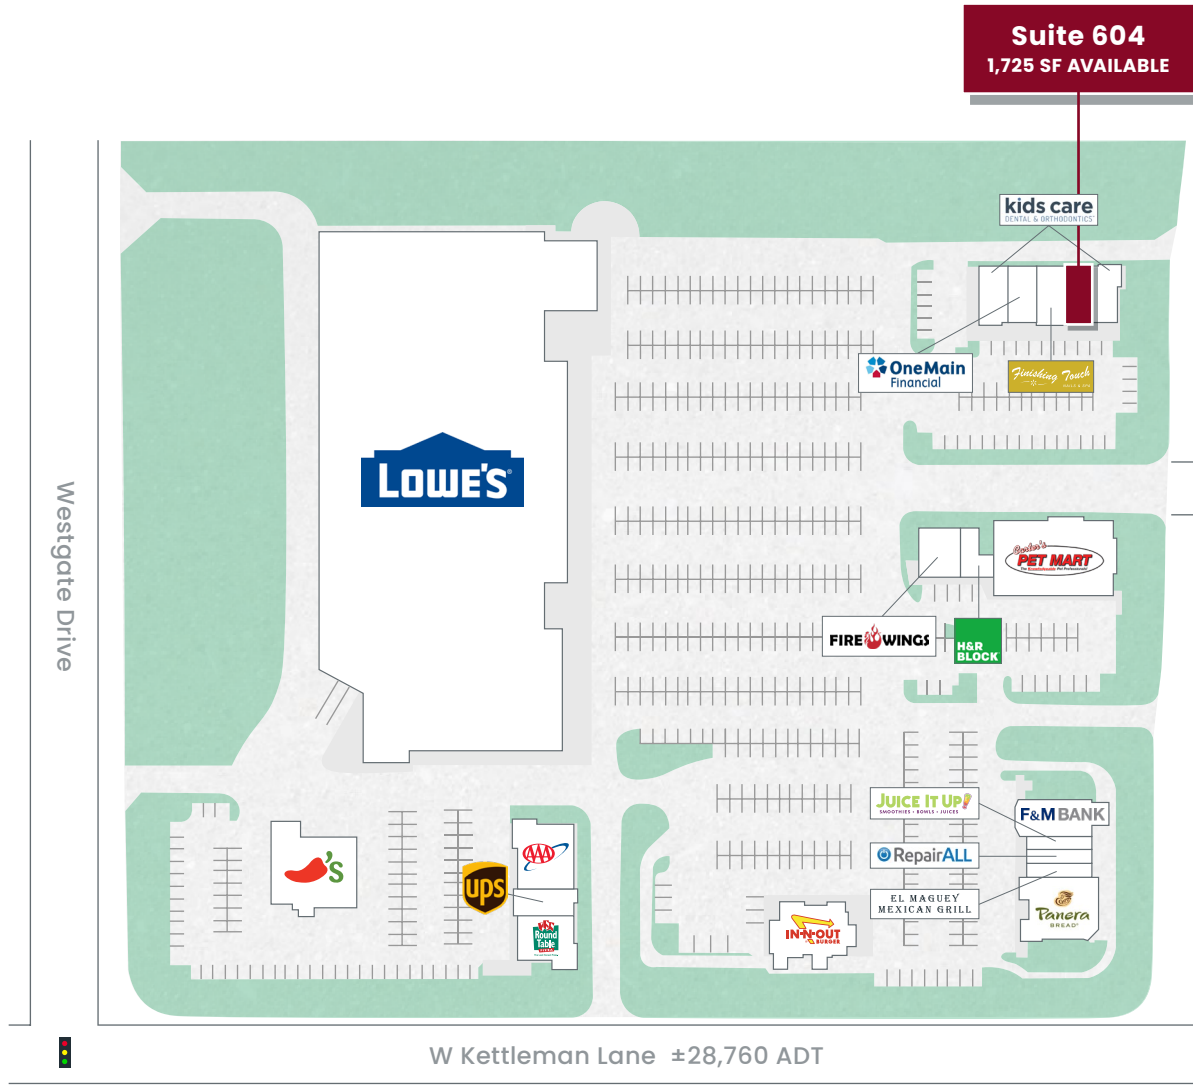 Suite 604
1,725 SF AVAILABLE
kids care
DENTAL & ORTHODONTICS
OneMain
Financial
Finishing Touch
LOWE'S
Westgate Drive
Carter's
PET MART
FIRE WINGS
H&R
BLOCK
JUICE IT UP!
SMOOTHIES • BOWLS • JUICES
F&M BANK
RepairALL
EL MAGUEY
MEXICAN GRILL
Panera
BREAD®
'S
AAA
ups
Round
Table
IN-N-OUT
BURGER
W Kettleman Lane ±28,760 ADT